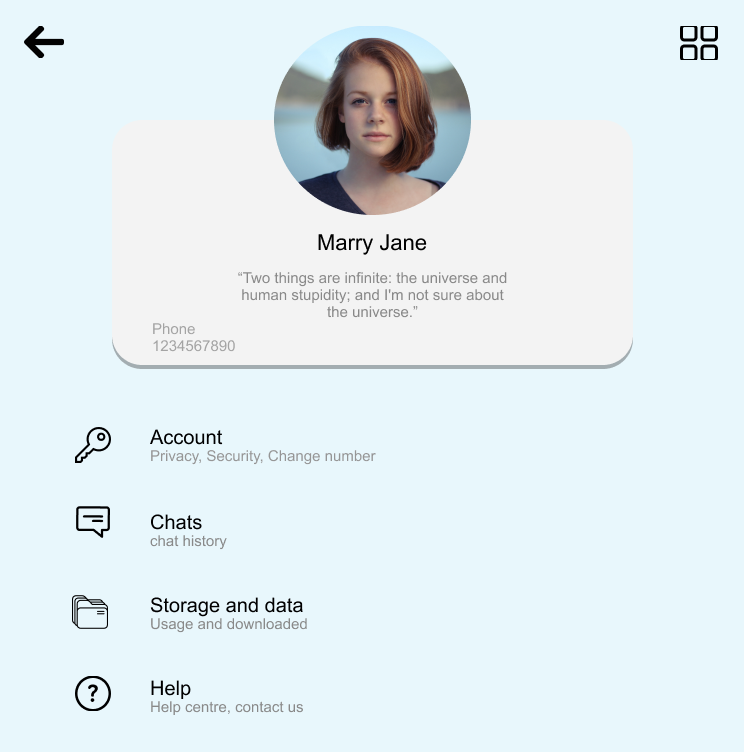 Marry Jane
“Two things are infinite: the universe and
human stupidity; and I'm not sure about
the universe.”
Phone
1234567890
Account
Privacy, Security, Change number
Chats
chat history
Storage and data
Usage and downloaded
Help
Help centre, contact us